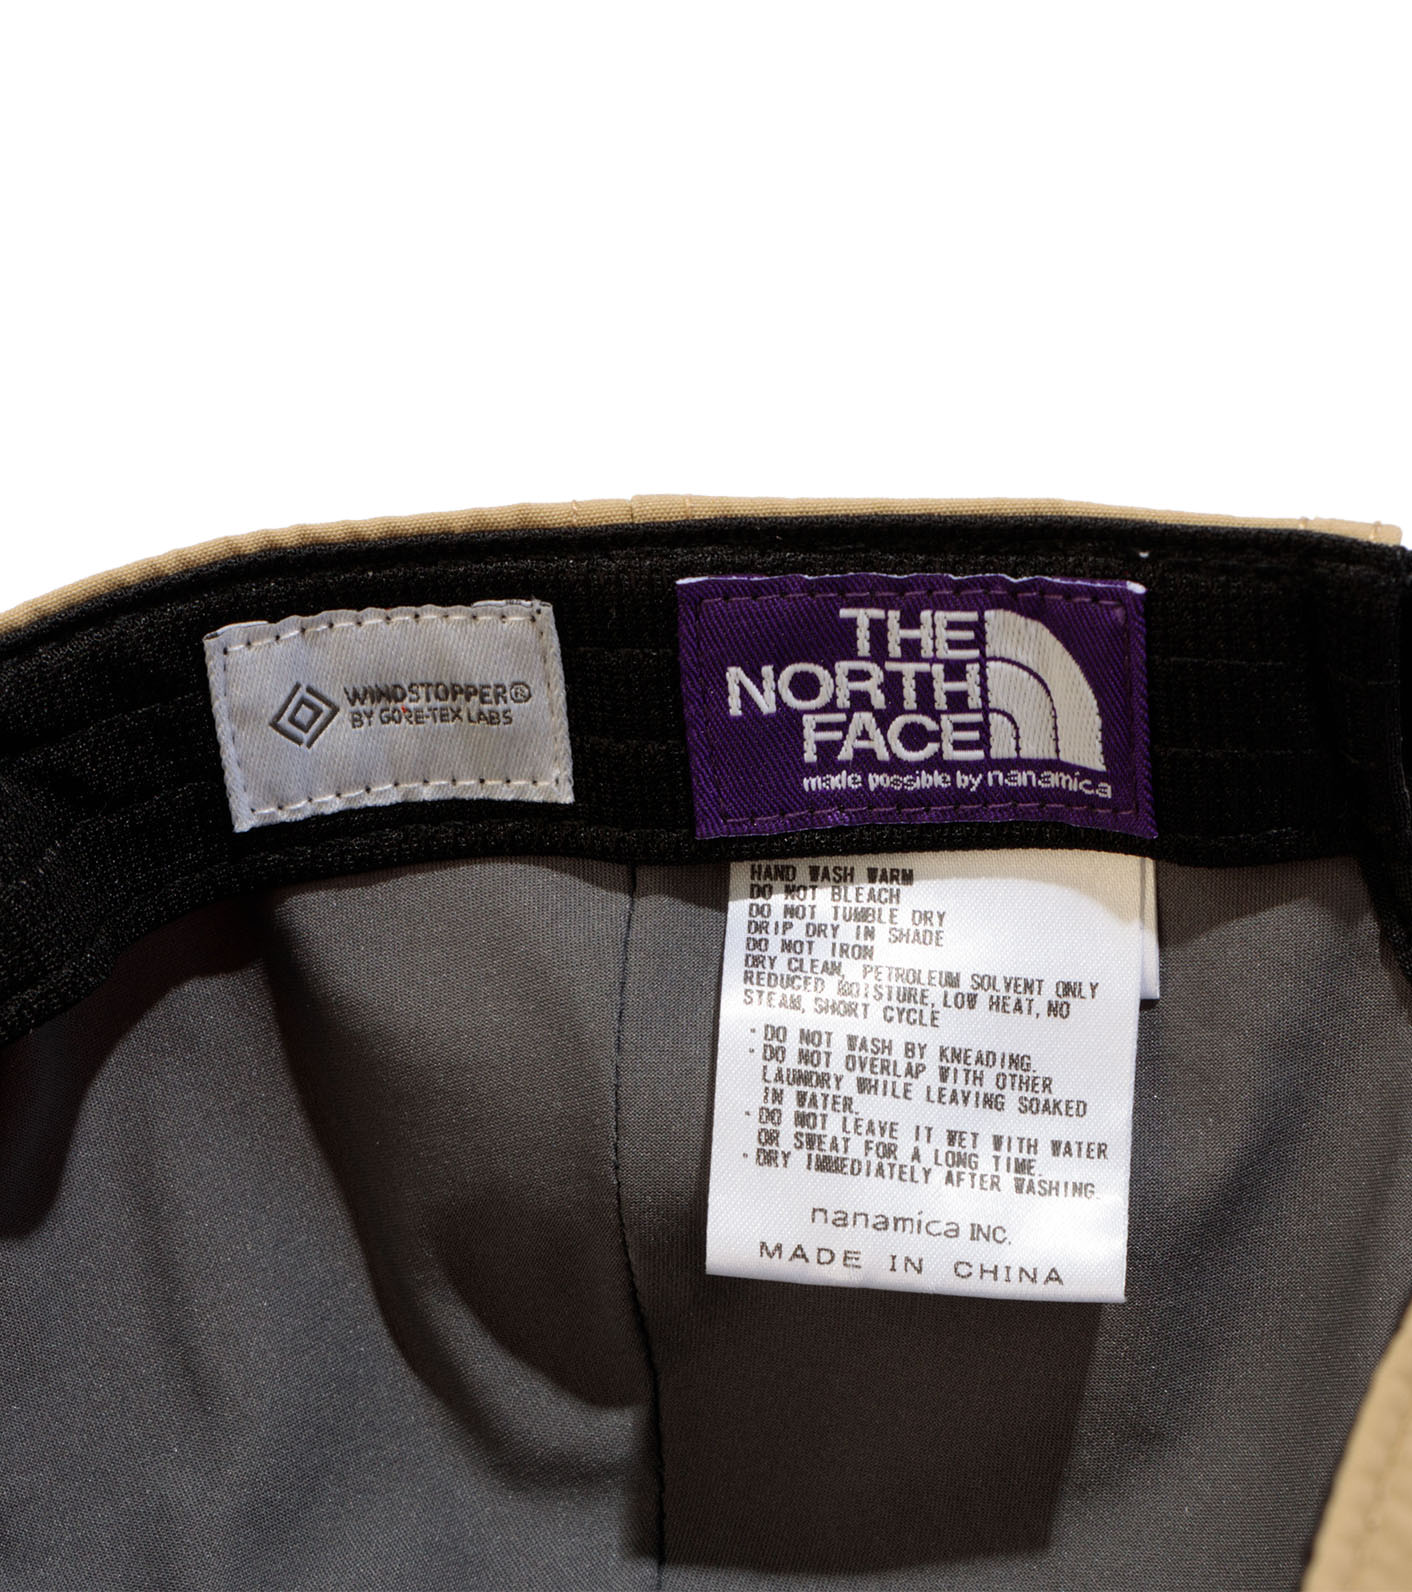 WINDSTOPPER®
BY GORE-TEX LABS
THE
NORTH
FACE
made possible by nanamica
HAND WASH WARM
DO NOT BLEACH
DO NOT TUMBLE DRY
DRIP DRY IN SHADE
DO NOT IRON
DRY CLEAN, PETROLEUM SOLVENT ONLY
REDUCED MOISTURE, LOW HEAT, NO
STEAM, SHORT CYCLE
・DO NOT WASH BY KNEADING.
・DO NOT OVERLAP WITH OTHER
LAUNDRY WHILE LEAVING SOAKED
IN WATER.
・DO NOT LEAVE IT WET WITH WATER
OR SWEAT FOR A LONG TIME.
・DRY IMMEDIATELY AFTER WASHING.
nanamica INC.
MADE IN CHINA